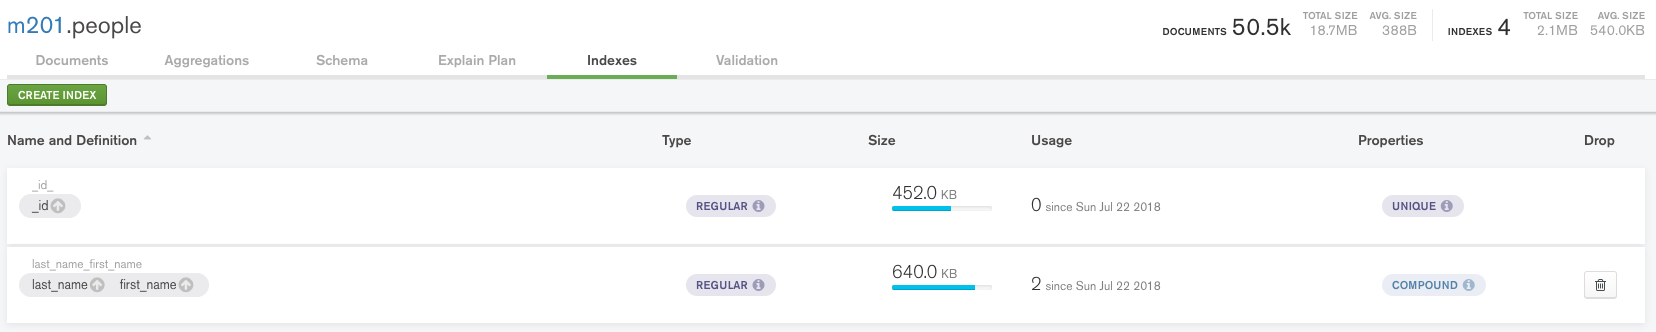 m201.people
DOCUMENTS 50.5k TOTAL SIZE 18.7MB AVG. SIZE 388B INDEXES 4 TOTAL SIZE 2.1MB AVG. SIZE 540.0KB
Documents Aggregations Schema Explain Plan Indexes Validation
CREATE INDEX
Name and Definition Type Size Usage Properties Drop
_id_
_id REGULAR 452.0 KB 0 since Sun Jul 22 2018 UNIQUE
last_name_first_name
last_name first_name REGULAR 640.0 KB 2 since Sun Jul 22 2018 COMPOUND